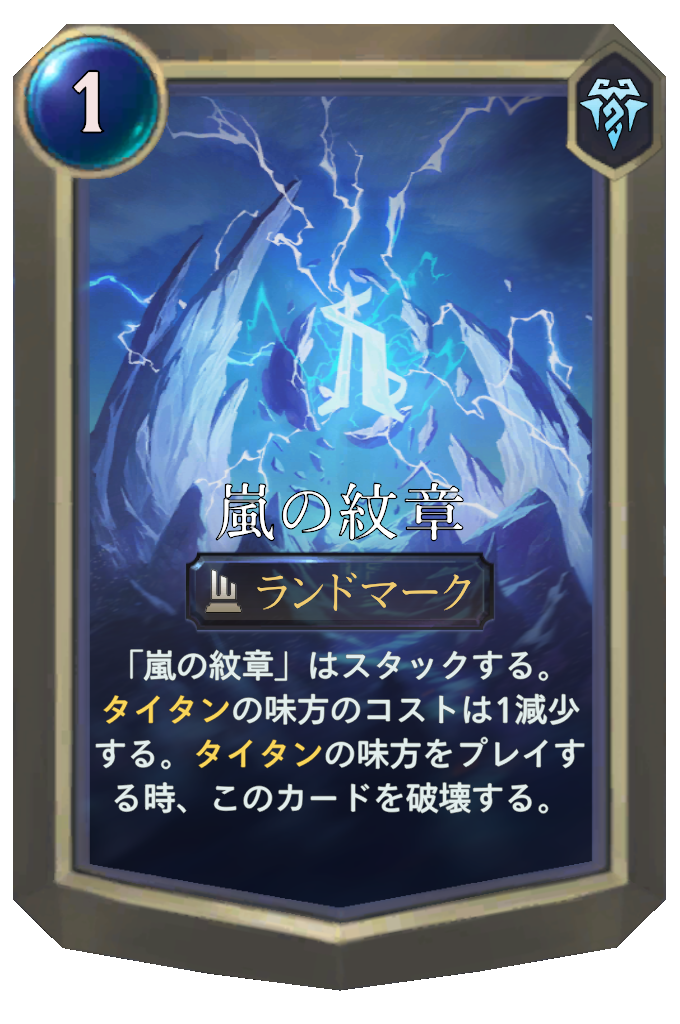 1
嵐の紋章
ランドマーク
「嵐の紋章」はスタックする。
タイタンの味方のコストは1減少
する。タイタンの味方をプレイす
る時、このカードを破壊する。